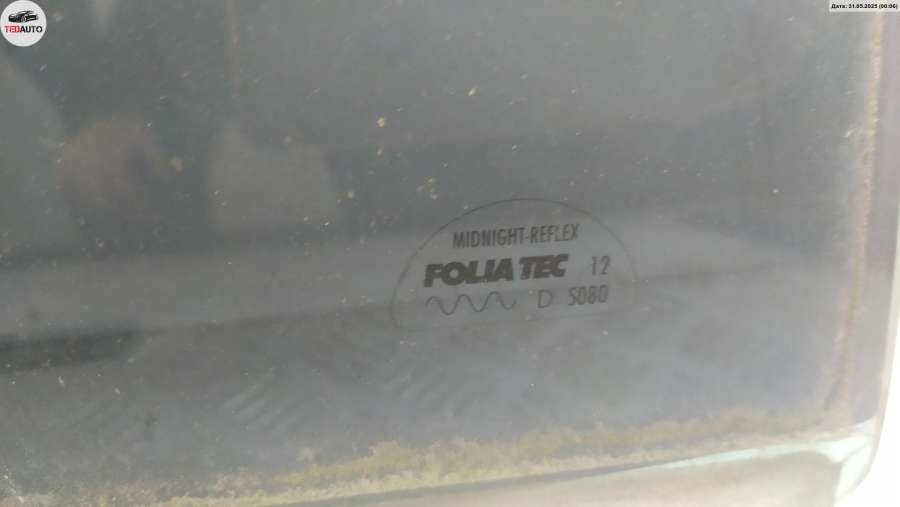 TEDAUTO
Дата: 31.05.2025 (00:06)
MIDNIGHT-REFLEX
FOLIATEC 12
D 5080